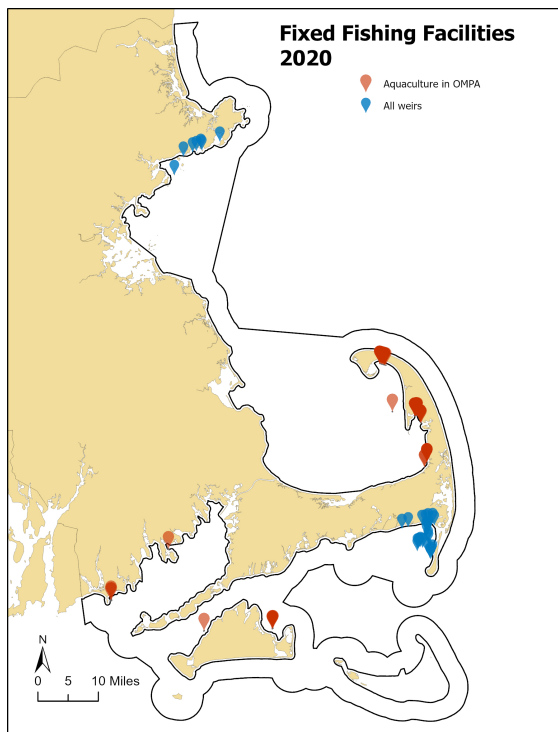 Fixed Fishing Facilities
2020
Aquaculture in OMPA
All weirs
N
0 5 10 Miles